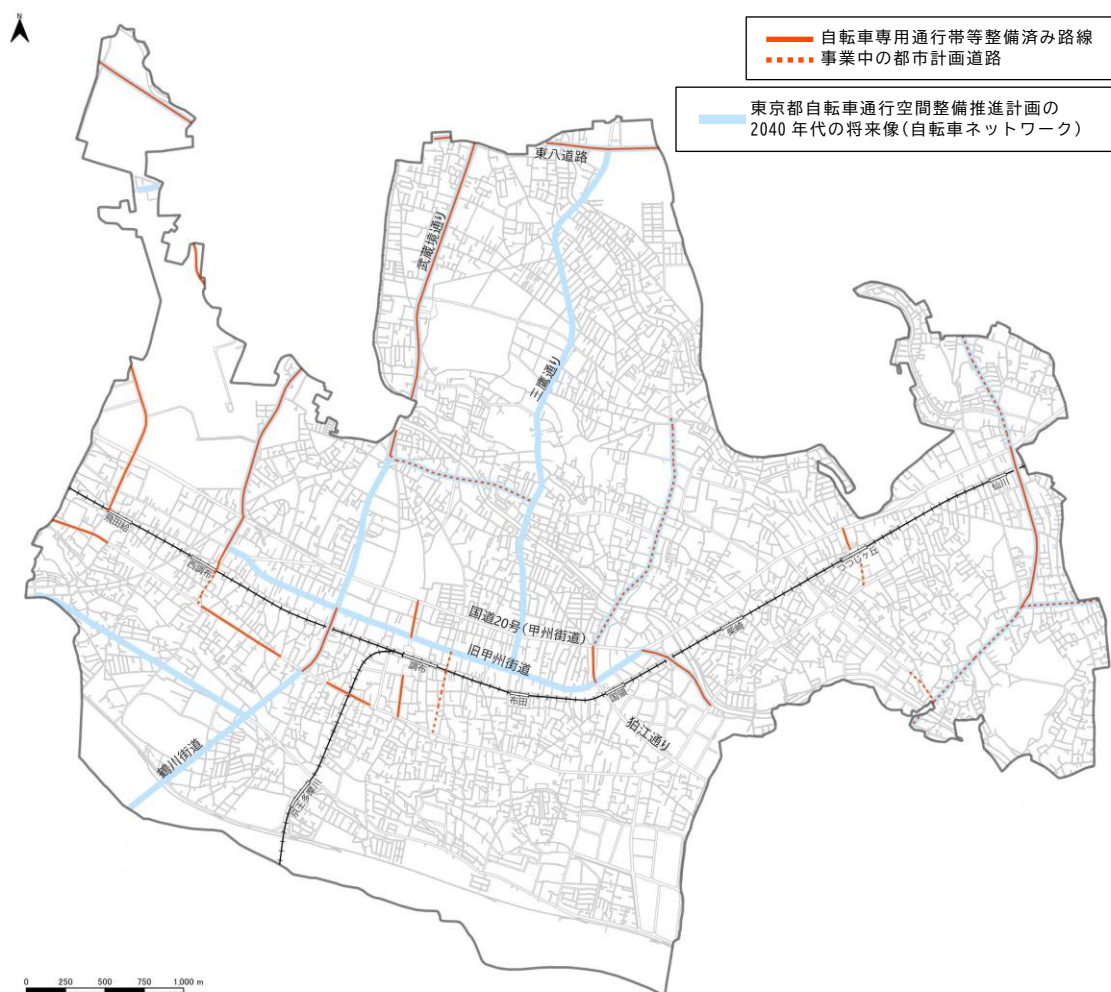 N
自転車専用通行帯等整備済み路線
事業中の都市計画道路
東京都自転車通行空間整備推進計画の
2040年代の将来像(自転車ネットワーク)
東八道路
武蔵境通り
三鷹通り
仙川
飛田給
つつじヶ丘
西調布
国道20号(甲州街道)
柴崎
旧甲州街道
調布
布田
国領
狛江通り
鶴川街道
京王多摩川
0 250 500 750 1,000 m